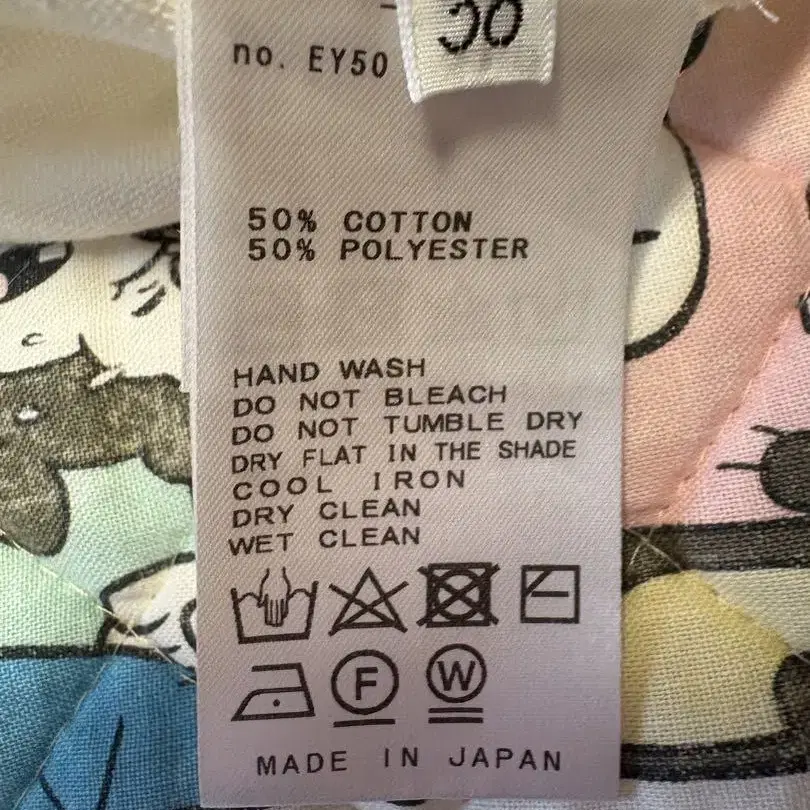 no. EY50
50% COTTON
50% POLYESTER
HAND WASH
DO NOT BLEACH
DO NOT TUMBLE DRY
DRY FLAT IN THE SHADE
COOL IRON
DRY CLEAN
WET CLEAN
F
W
MADE IN JAPAN